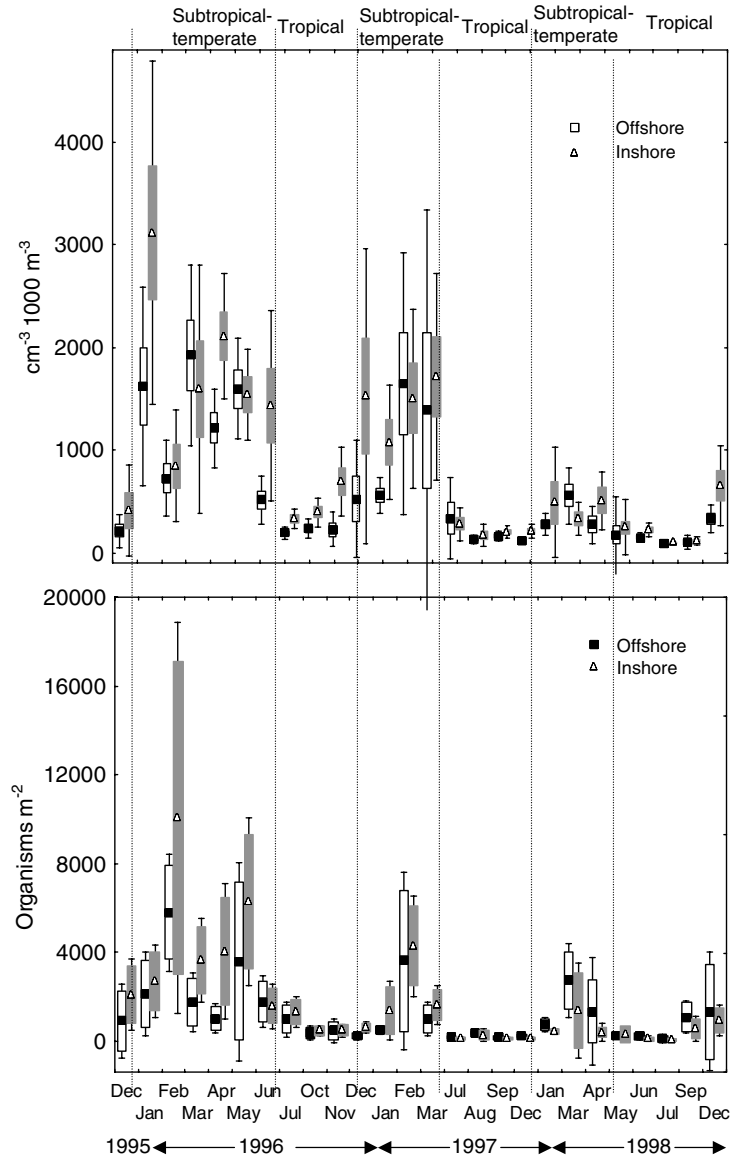 Subtropical-
temperate
Tropical
Subtropical-
temperate
Tropical
Subtropical-
temperate
Tropical
cm⁻³ 1000 m⁻³
4000
3000
2000
1000
0
Offshore
Inshore
Organisms m⁻²
20000
16000
12000
8000
4000
0
Offshore
Inshore
Dec Feb Apr Jun Oct Dec Feb Jul Sep Jan Apr Jun Sep
Jan Mar May Jul Nov Jan Mar Aug Dec Mar May Jul Dec
1995 1996 1997 1998